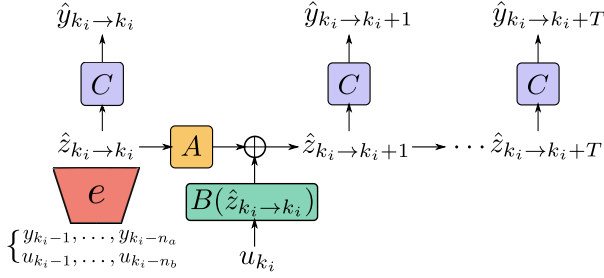 ŷ_{k_i→k_i} ŷ_{k_i→k_i+1} ŷ_{k_i→k_i+T}
C C C
ẑ_{k_i→k_i} A ẑ_{k_i→k_i+1} ··· ẑ_{k_i→k_i+T}
e B(ẑ_{k_i→k_i})
{y_{k_i−1}, . . . , y_{k_i−n_a}
u_{k_i−1}, . . . , u_{k_i−n_b}
u_{k_i}